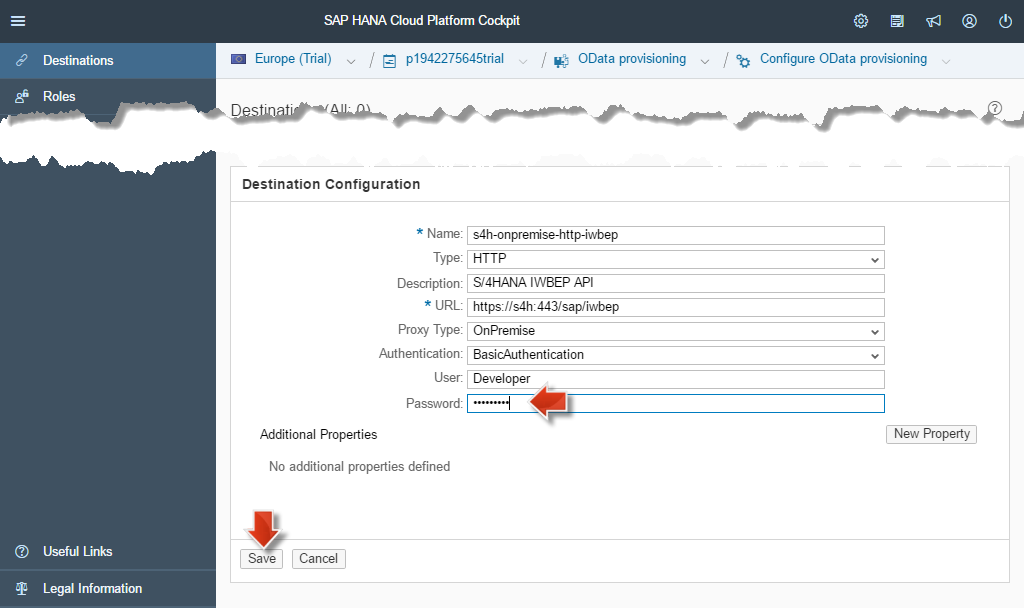 SAP HANA Cloud Platform Cockpit
Destinations
Europe (Trial) / p1942275645trial / OData provisioning / Configure OData provisioning
Roles
Destinations (All: 0)
Destination Configuration
* Name: s4h-onpremise-http-iwbep
Type: HTTP
Description: S/4HANA IWBEP API
* URL: https://s4h:443/sap/iwbep
Proxy Type: OnPremise
Authentication: BasicAuthentication
User: Developer
Password: •••••••••
Additional Properties New Property
No additional properties defined
Save Cancel
Useful Links
Legal Information